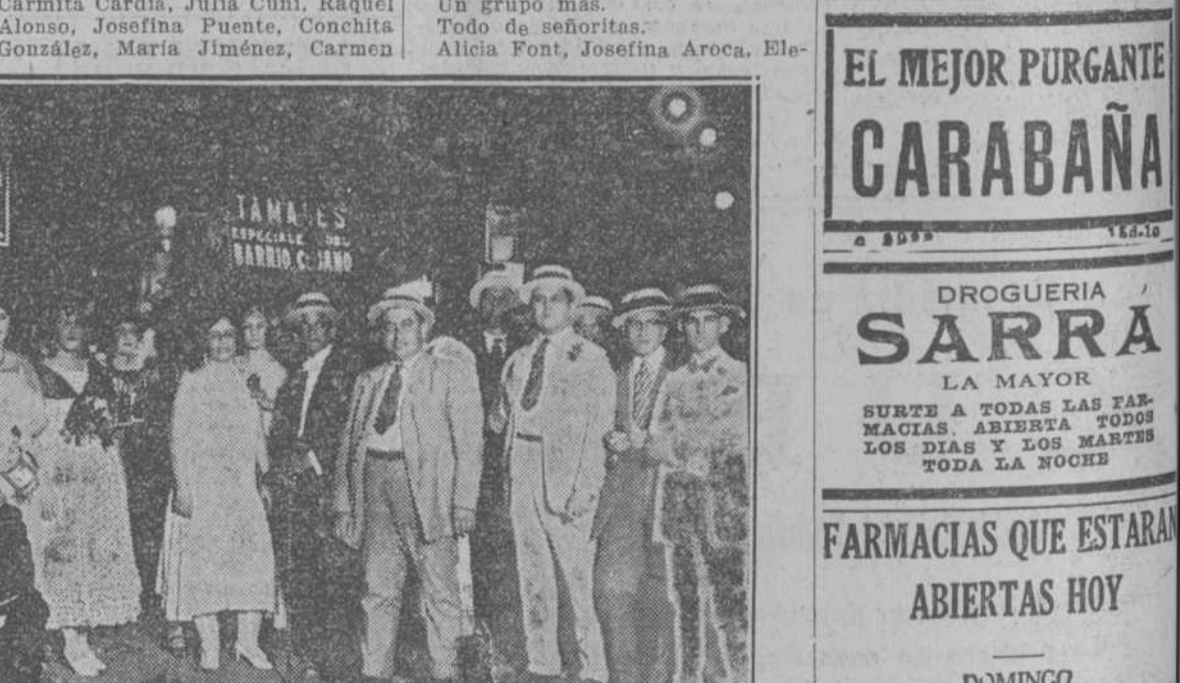 Carmita Cardia, Julia Cuní, Raquel
Alonso, Josefina Puente, Conchita
González, María Jiménez, Carmen
Un grupo más.
Todo de señoritas.
Alicia Font, Josefina Aroca, Ele-
TAMALES
BARRIO
EL MEJOR PURGANTE
CARABAÑA
DROGUERIA
SARRA
LA MAYOR
SURTE A TODAS LAS FAR-
MACIAS. ABIERTA TODOS
LOS DIAS Y LOS MARTES
TODA LA NOCHE
FARMACIAS QUE ESTARAN
ABIERTAS HOY
DOMINGO